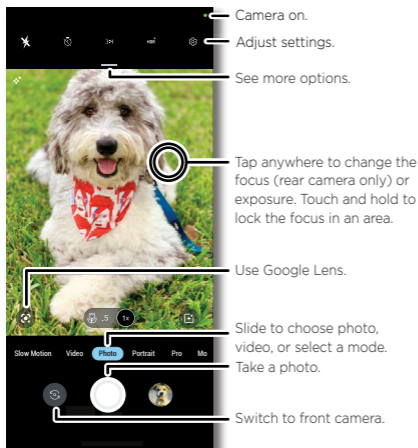 Camera on.
Adjust settings.
HDR
See more options.
Tap anywhere to change the
focus (rear camera only) or
exposure. Touch and hold to
lock the focus in an area.
Use Google Lens.
.5 1x
Slide to choose photo,
video, or select a mode.
Slow Motion Video Photo Portrait Pro Mo
Take a photo.
Switch to front camera.